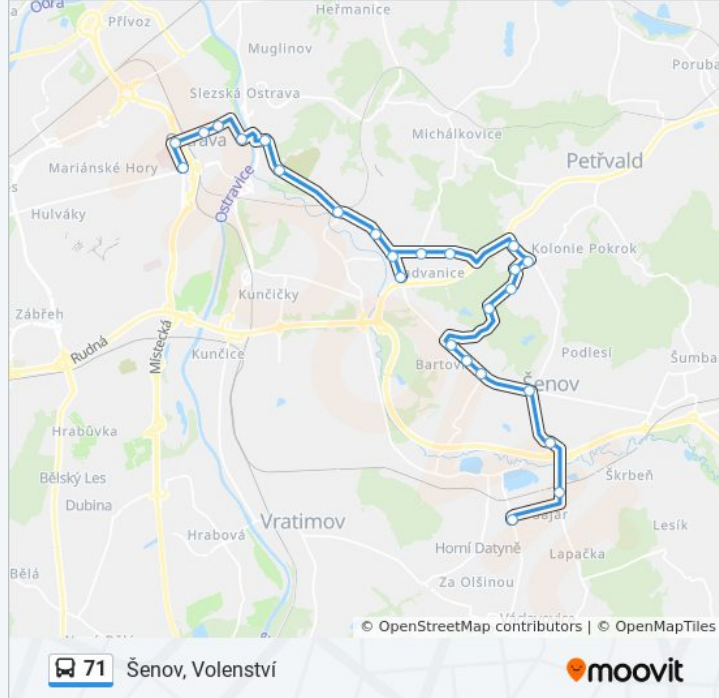 Odra
Přívoz
Heřmanice
Muglinov
Poruba
Slezská Ostrava
Michálkovice
Mariánské Hory
Petřvald
Ostravice
Hulváky
Kolonie Pokrok
Kunčičky
Zábřeh
Rudná
Místecká
Kunčice
Podlesí
Šumba
Šenov
Hrabůvka
Bělský Les
Škrbeň
Dubina
Vratimov
Lesík
Hrabová
Horní Datyně
Lapačka
Bělá
Za Olšinou
© OpenStreetMap contributors | © OpenMapTiles
71 Šenov, Volenství
moovit